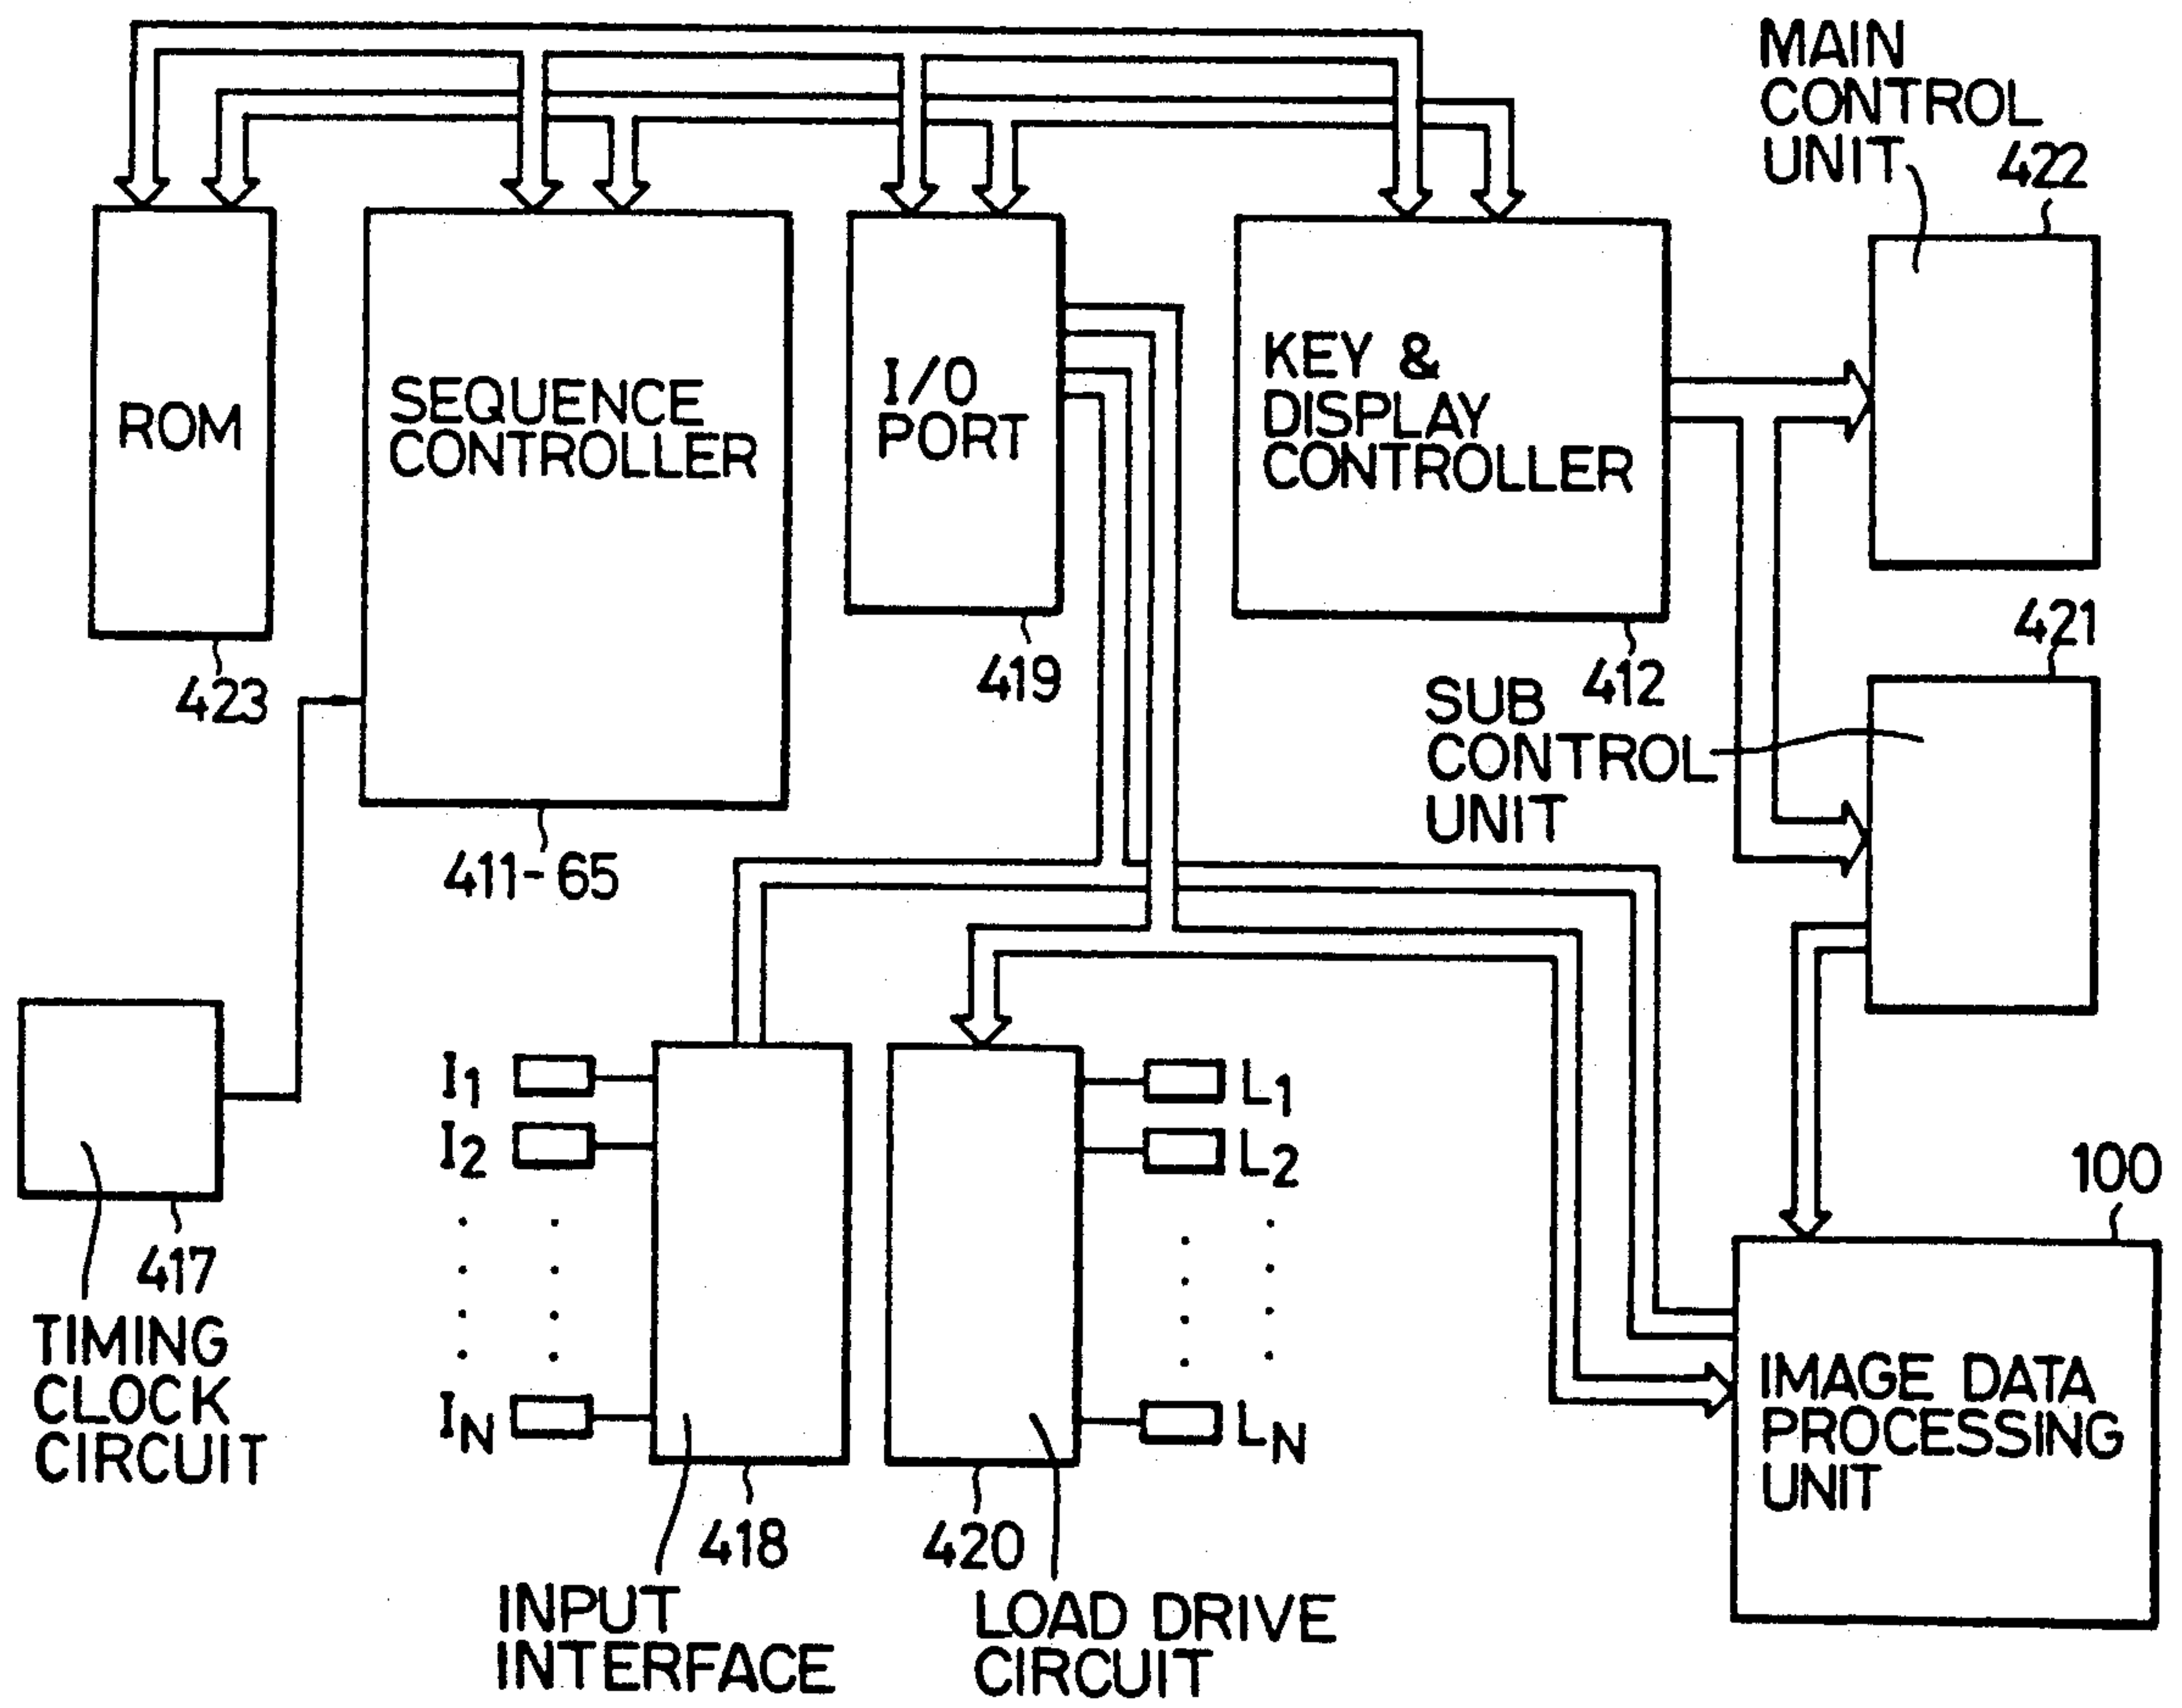 MAIN
CONTROL
UNIT
422
ROM
423
SEQUENCE
CONTROLLER
411-65
I/O
PORT
419
KEY &
DISPLAY
CONTROLLER
412
421
SUB
CONTROL
UNIT
417
TIMING
CLOCK
CIRCUIT
I1
I2
IN
418
INPUT
INTERFACE
L1
L2
LN
420
LOAD DRIVE
CIRCUIT
100
IMAGE DATA
PROCESSING
UNIT